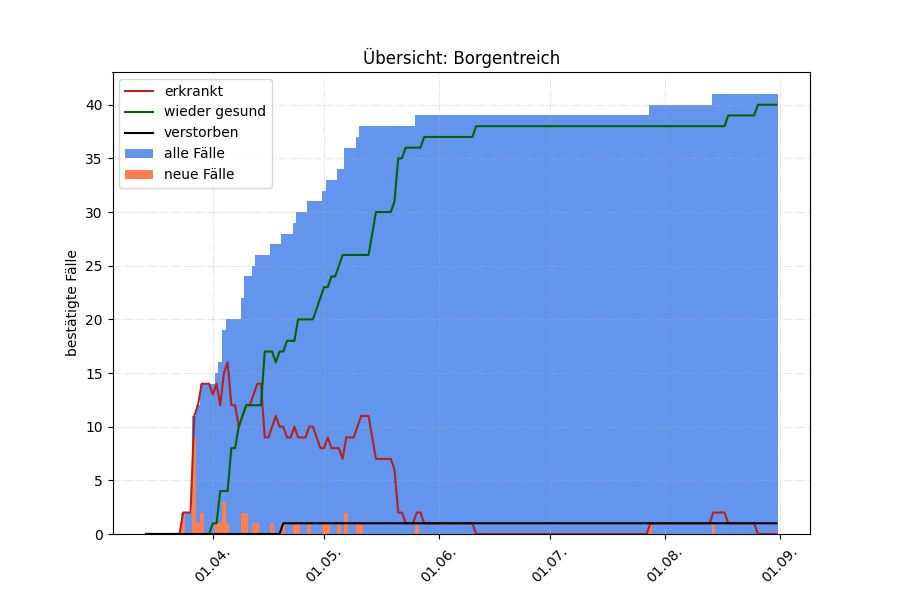 Übersicht: Borgentreich
erkrankt
wieder gesund
verstorben
alle Fälle
neue Fälle
bestätigte Fälle
40
35
30
25
20
15
10
5
0
01.04.
01.05.
01.06.
01.07.
01.08.
01.09.